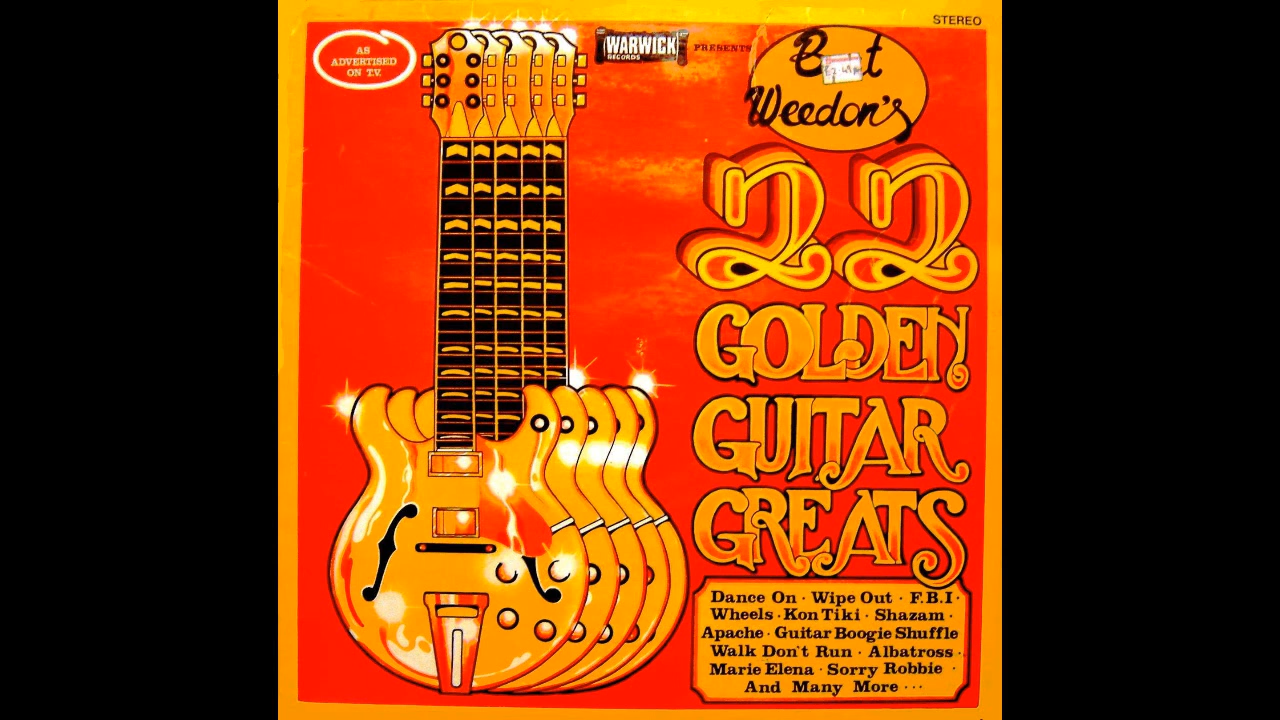 STEREO
AS
ADVERTISED
ON T.V.
WARWICK
RECORDS
PRESENTS
Weedon's
22
GOLDEN
GUITAR
GREATS
Dance On · Wipe Out · F.B.I ·
Wheels · Kon Tiki · Shazam ·
Apache · Guitar Boogie Shuffle
Walk Don't Run · Albatross ·
Marie Elena · Sorry Robbie ·
And Many More ...